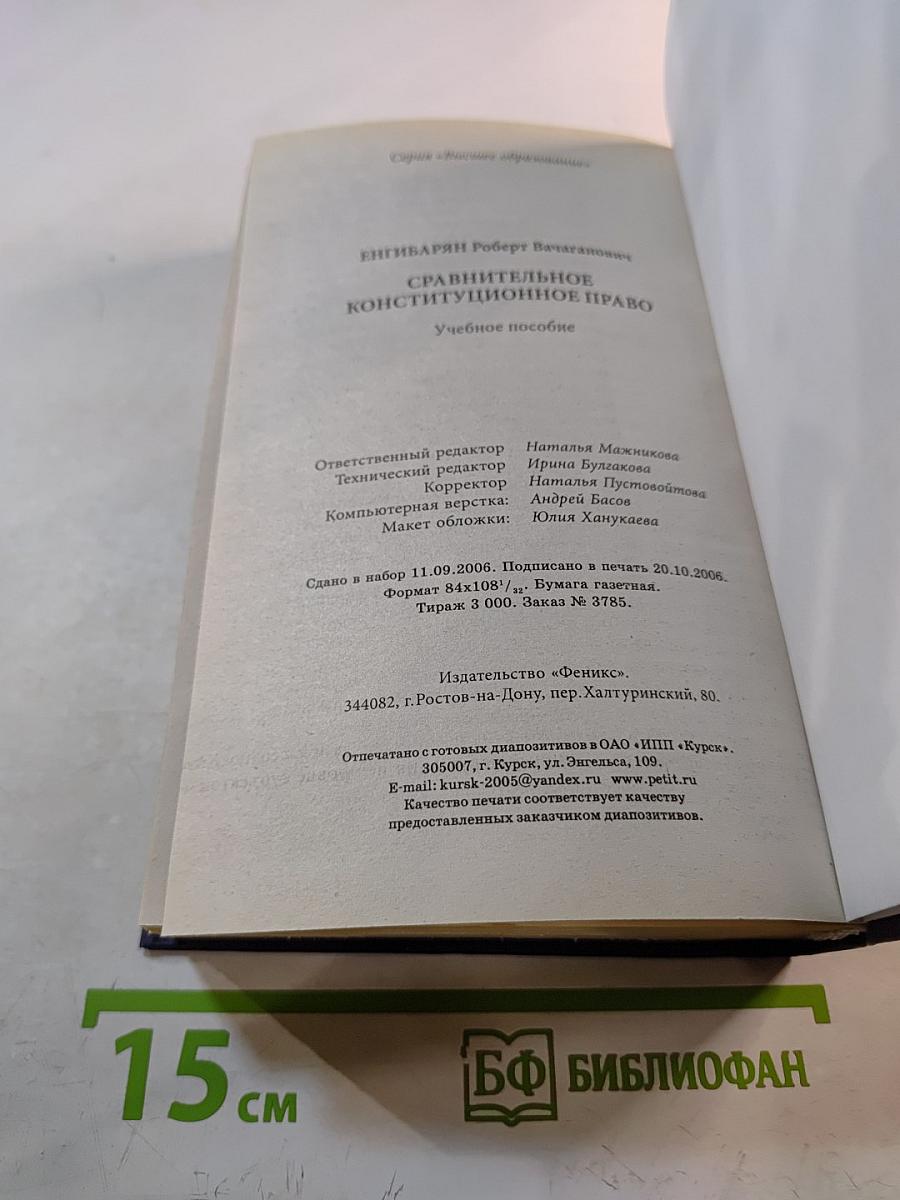 Серия «Высшее образование»
ЕНГИБАРЯН Роберт Вачаганович
СРАВНИТЕЛЬНОЕ
КОНСТИТУЦИОННОЕ ПРАВО
Учебное пособие
Ответственный редактор Наталья Мажникова
Технический редактор Ирина Булгакова
Корректор Наталья Пустовойтова
Компьютерная верстка: Андрей Басов
Макет обложки: Юлия Ханукаева
Сдано в набор 11.09.2006. Подписано в печать 20.10.2006.
Формат 84х108¹/₃₂. Бумага газетная.
Тираж 3 000. Заказ № 3785.
Издательство «Феникс».
344082, г.Ростов-на-Дону, пер.Халтуринский, 80.
Отпечатано с готовых диапозитивов в ОАО «ИПП «Курск».
305007, г. Курск, ул. Энгельса, 109.
E-mail: kursk-2005@yandex.ru www.petit.ru
Качество печати соответствует качеству
предоставленных заказчиком диапозитивов.
15 см
БФ БИБЛИОФАН